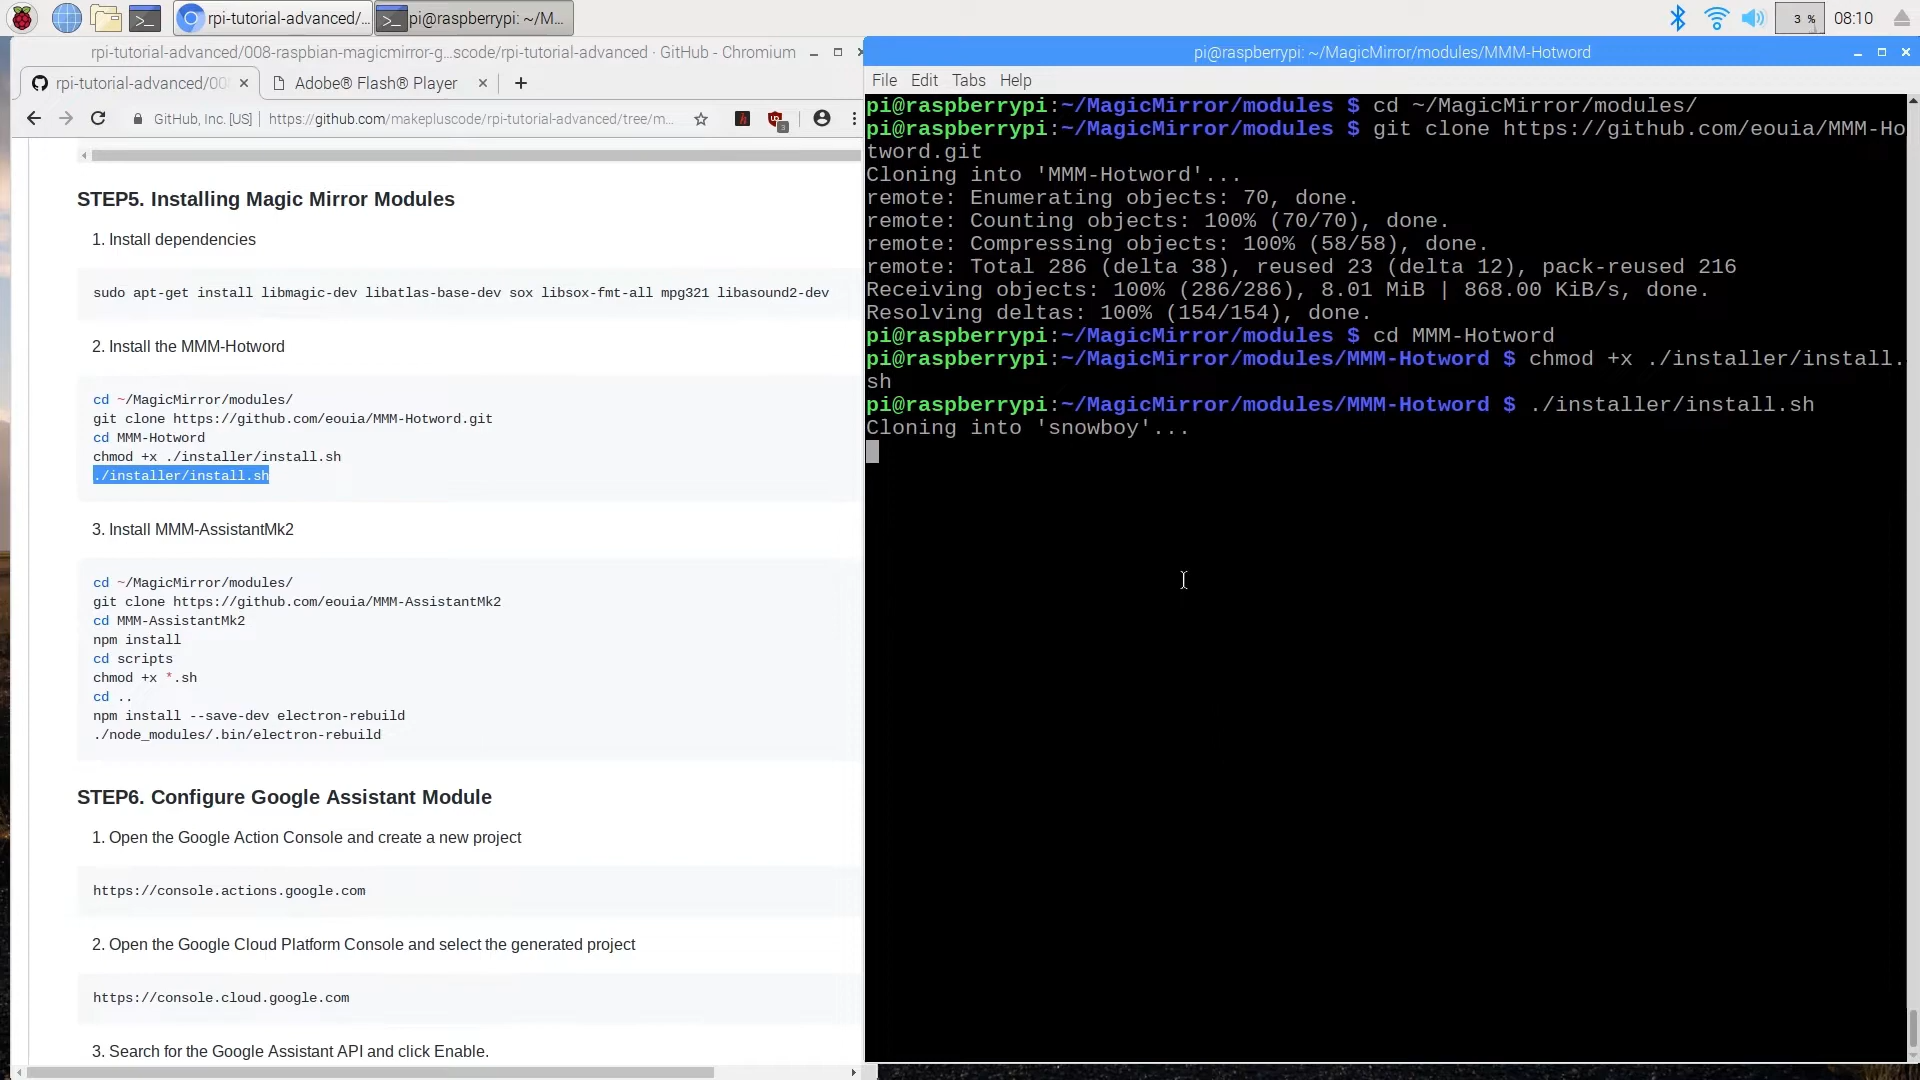 rpi-tutorial-advanced/...
pi@raspberrypi: ~/M...
3 %
08:10
rpi-tutorial-advanced/008-raspbian-magicmirror-g...scode/rpi-tutorial-advanced · GitHub - Chromium
rpi-tutorial-advanced/00
Adobe® Flash® Player
GitHub, Inc. [US]
https://github.com/makepluscode/rpi-tutorial-advanced/tree/m...
STEP5. Installing Magic Mirror Modules
1. Install dependencies
sudo apt-get install libmagic-dev libatlas-base-dev sox libsox-fmt-all mpg321 libasound2-dev
2. Install the MMM-Hotword
cd ~/MagicMirror/modules/
git clone https://github.com/eouia/MMM-Hotword.git
cd MMM-Hotword
chmod +x ./installer/install.sh
./installer/install.sh
3. Install MMM-AssistantMk2
cd ~/MagicMirror/modules/
git clone https://github.com/eouia/MMM-AssistantMk2
cd MMM-AssistantMk2
npm install
cd scripts
chmod +x *.sh
cd ..
npm install --save-dev electron-rebuild
./node_modules/.bin/electron-rebuild
STEP6. Configure Google Assistant Module
1. Open the Google Action Console and create a new project
https://console.actions.google.com
2. Open the Google Cloud Platform Console and select the generated project
https://console.cloud.google.com
3. Search for the Google Assistant API and click Enable.
pi@raspberrypi: ~/MagicMirror/modules/MMM-Hotword
File Edit Tabs Help
pi@raspberrypi:~/MagicMirror/modules $ cd ~/MagicMirror/modules/
pi@raspberrypi:~/MagicMirror/modules $ git clone https://github.com/eouia/MMM-Ho
tword.git
Cloning into 'MMM-Hotword'...
remote: Enumerating objects: 70, done.
remote: Counting objects: 100% (70/70), done.
remote: Compressing objects: 100% (58/58), done.
remote: Total 286 (delta 38), reused 23 (delta 12), pack-reused 216
Receiving objects: 100% (286/286), 8.01 MiB | 868.00 KiB/s, done.
Resolving deltas: 100% (154/154), done.
pi@raspberrypi:~/MagicMirror/modules $ cd MMM-Hotword
pi@raspberrypi:~/MagicMirror/modules/MMM-Hotword $ chmod +x ./installer/install.
sh
pi@raspberrypi:~/MagicMirror/modules/MMM-Hotword $ ./installer/install.sh
Cloning into 'snowboy'...